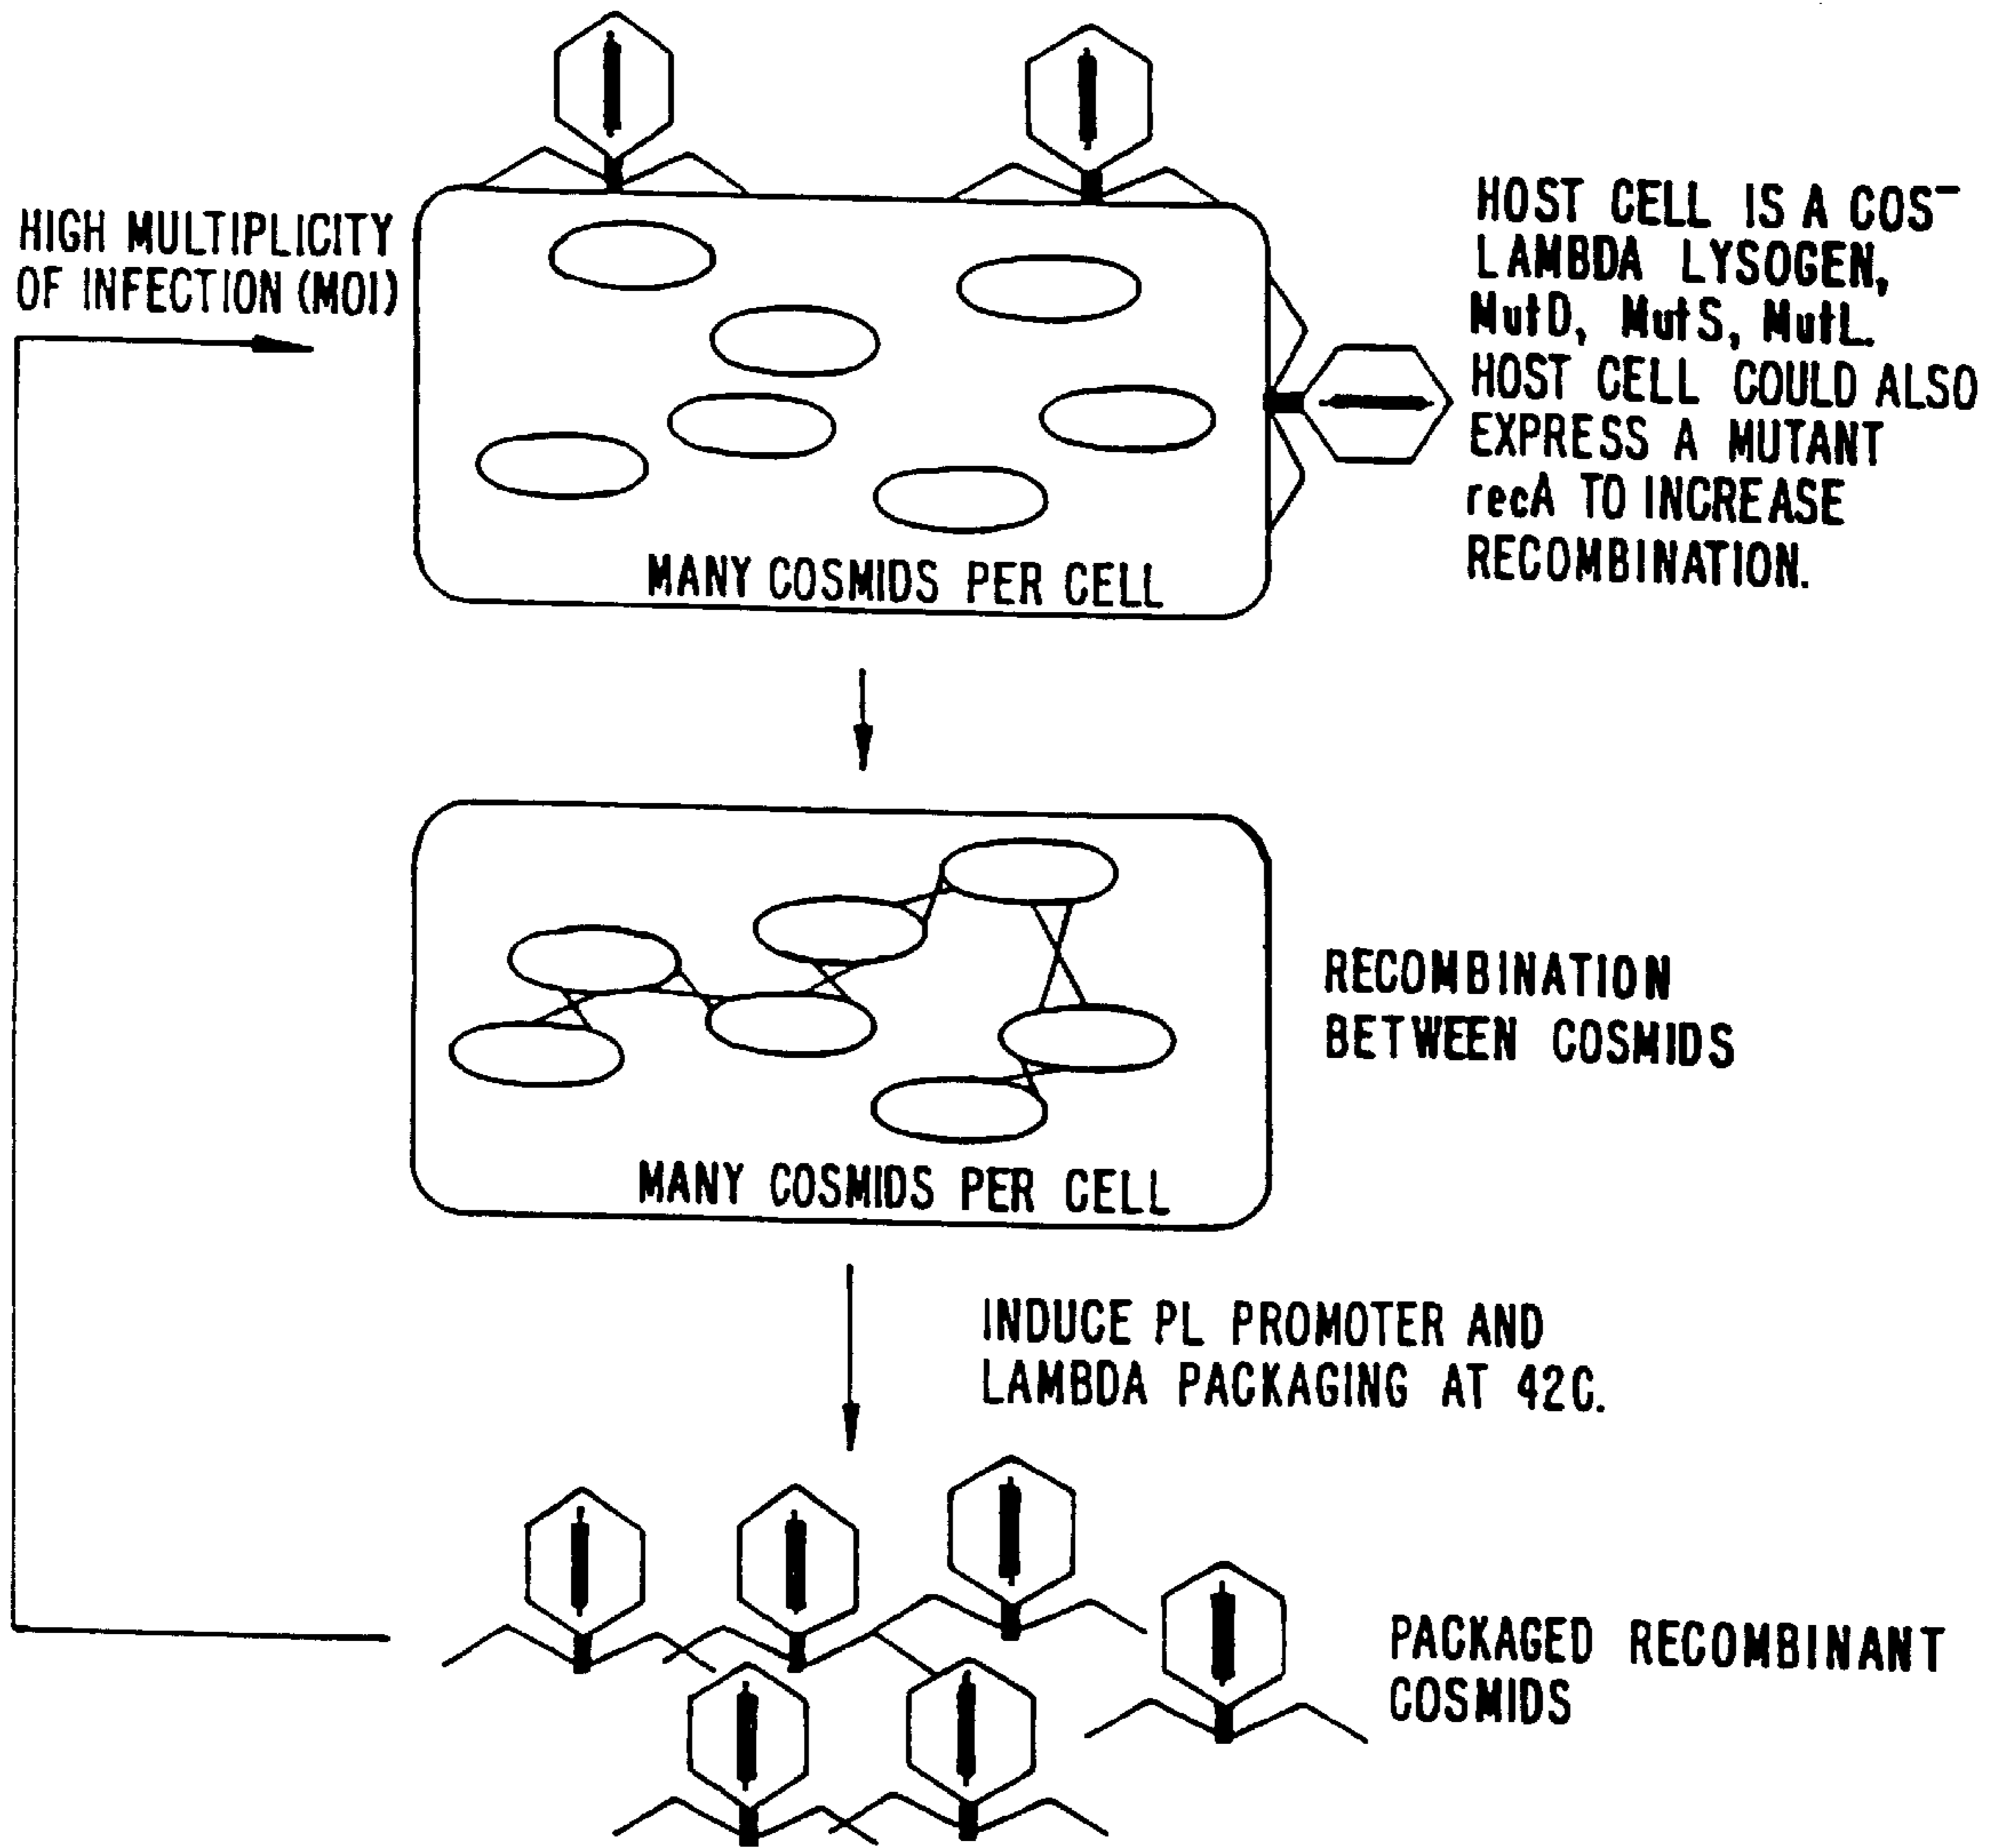 HIGH MULTIPLICITY
OF INFECTION (MOI)
HOST CELL IS A COS⁻
LAMBDA LYSOGEN,
MutD, MutS, MutL.
HOST CELL COULD ALSO
EXPRESS A MUTANT
recA TO INCREASE
RECOMBINATION.
MANY COSMIDS PER CELL
RECOMBINATION
BETWEEN COSMIDS
MANY COSMIDS PER CELL
INDUCE PL PROMOTER AND
LAMBDA PACKAGING AT 42C.
PACKAGED RECOMBINANT
COSMIDS